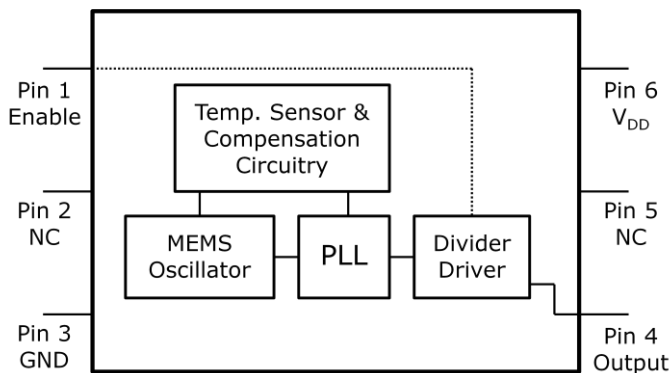 Pin 1
Enable
Temp. Sensor &
Compensation
Circuitry
Pin 6
VDD
Pin 2
NC
MEMS
Oscillator
PLL
Divider
Driver
Pin 5
NC
Pin 3
GND
Pin 4
Output